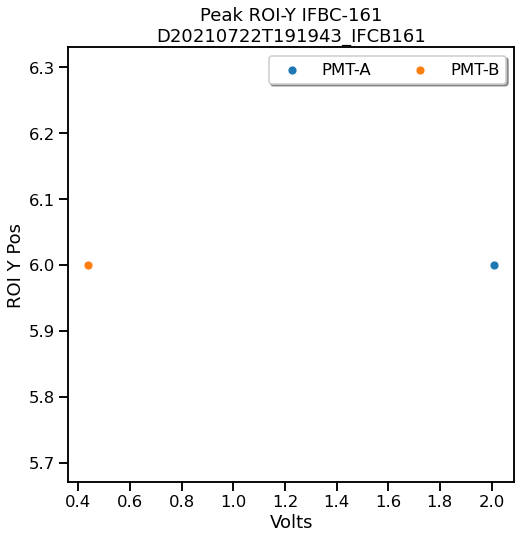 Peak ROI-Y IFBC-161
D20210722T191943_IFCB161
PMT-A PMT-B
6.3
6.2
6.1
6.0
5.9
5.8
5.7
ROI Y Pos
0.4 0.6 0.8 1.0 1.2 1.4 1.6 1.8 2.0
Volts